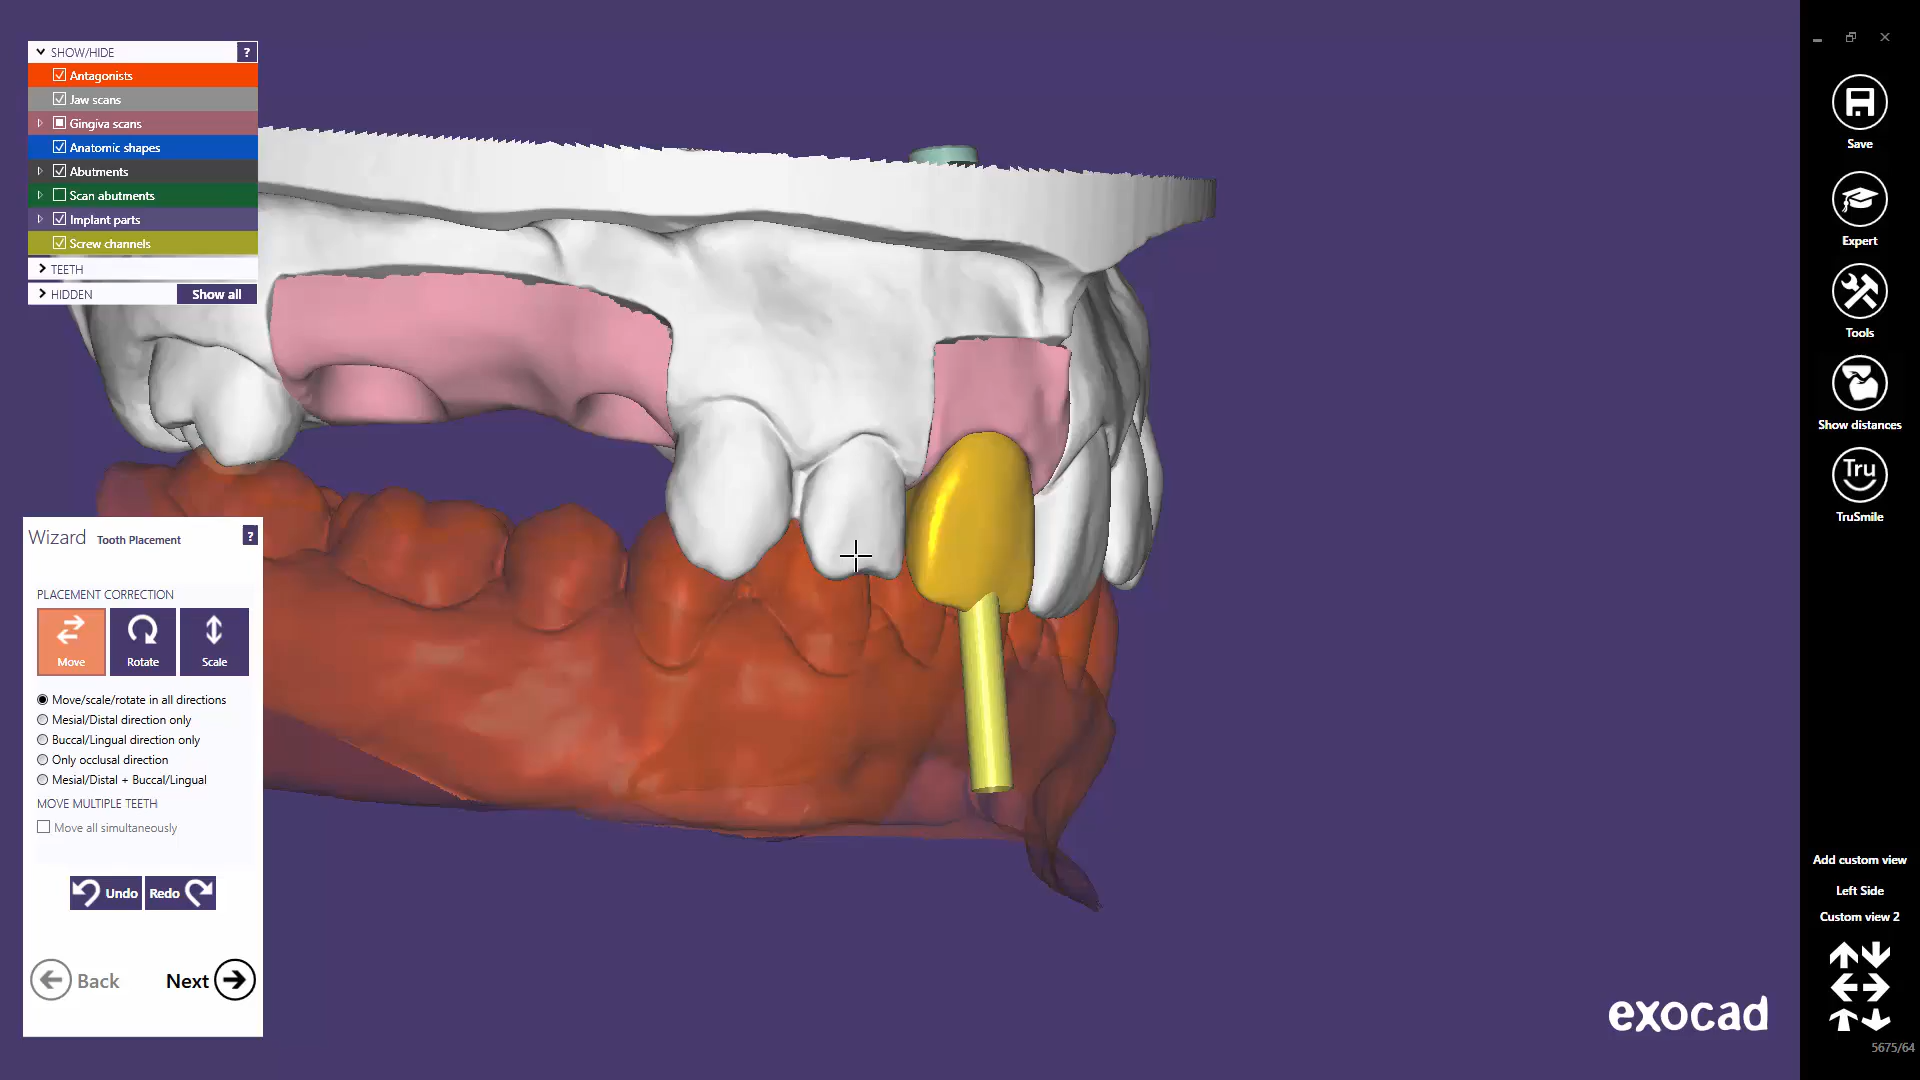 SHOW/HIDE ?
Antagonists
Jaw scans
Gingiva scans
Anatomic shapes
Abutments
Scan abutments
Implant parts
Screw channels
TEETH
HIDDEN Show all
Wizard Tooth Placement ?
PLACEMENT CORRECTION
Move Rotate Scale
Move/scale/rotate in all directions
Mesial/Distal direction only
Buccal/Lingual direction only
Only occlusal direction
Mesial/Distal + Buccal/Lingual
MOVE MULTIPLE TEETH
Move all simultaneously
Undo Redo
Back Next
Save
Expert
Tools
Show distances
Tru
TruSmile
Add custom view
Left Side
Custom view 2
exocad
5675/64